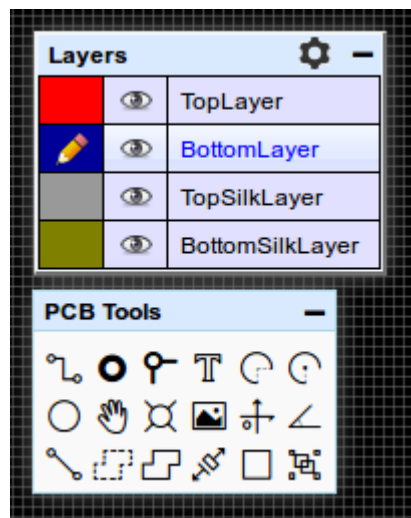 Layers
TopLayer
BottomLayer
TopSilkLayer
BottomSilkLayer
PCB Tools
T